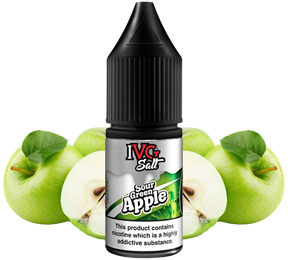 IVG
Salt
Sour
Green
Apple
This product contains
nicotine which is a highly
addictive substance.